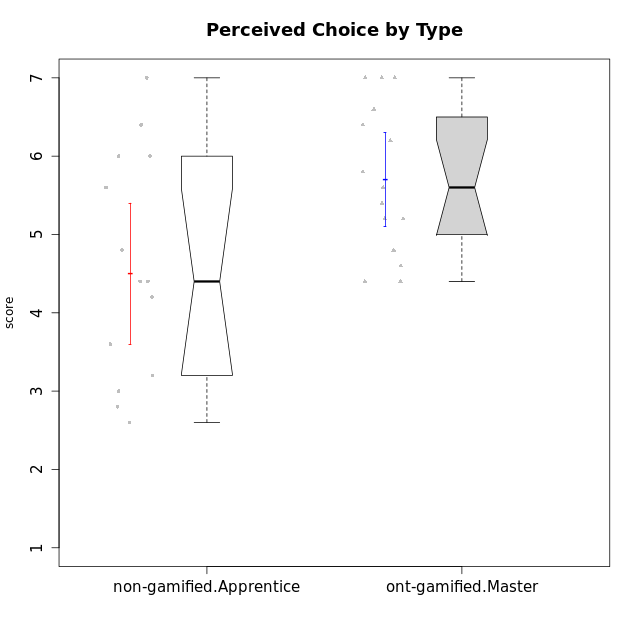 Perceived Choice by Type
score
7
6
5
4
3
2
1
non-gamified.Apprentice
ont-gamified.Master